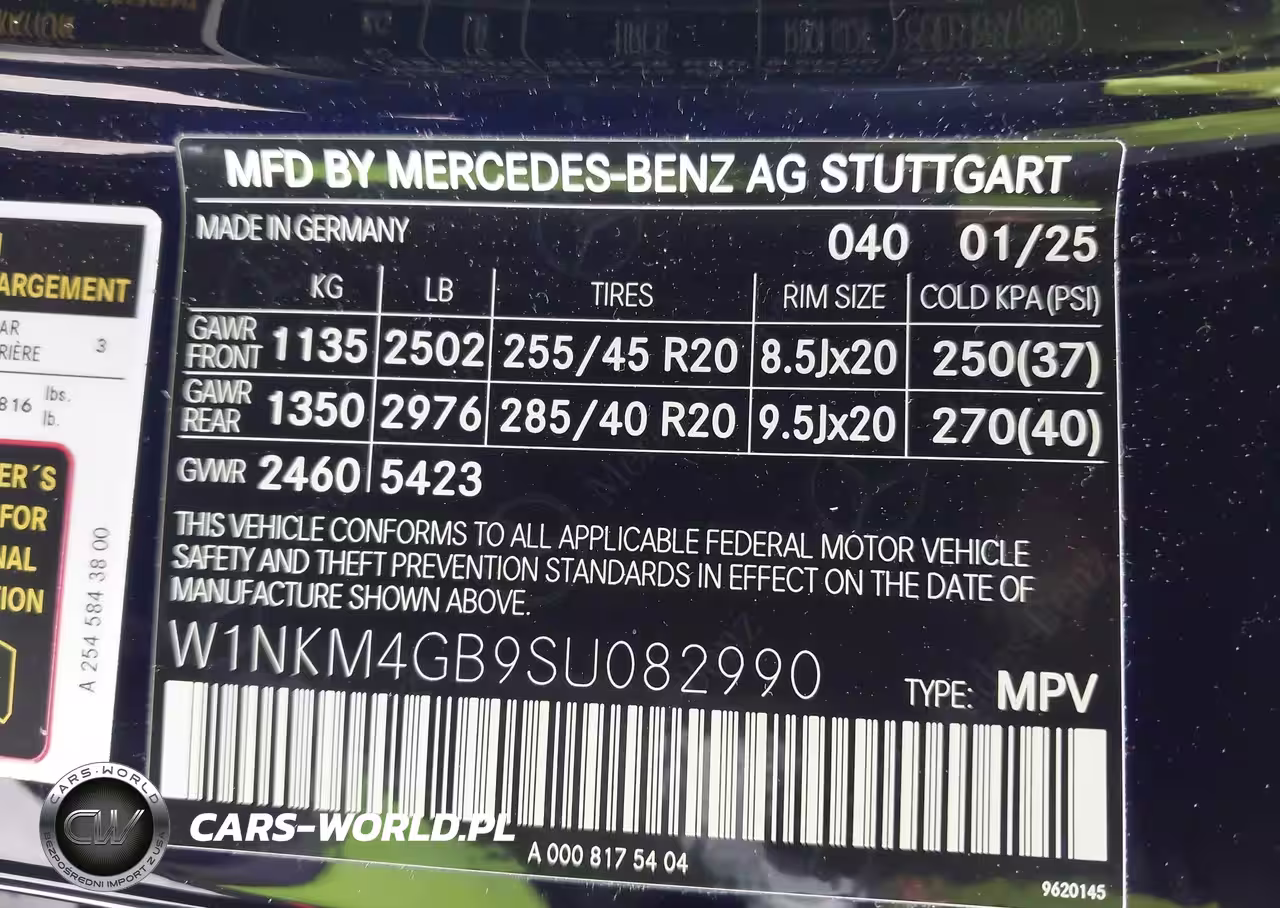 MFD BY MERCEDES-BENZ AG STUTTGART
MADE IN GERMANY 040 01/25
KG LB TIRES RIM SIZE COLD KPA (PSI)
GAWR FRONT 1135 2502 255/45 R20 8.5Jx20 250(37)
GAWR REAR 1350 2976 285/40 R20 9.5Jx20 270(40)
GVWR 2460 5423
THIS VEHICLE CONFORMS TO ALL APPLICABLE FEDERAL MOTOR VEHICLE
SAFETY AND THEFT PREVENTION STANDARDS IN EFFECT ON THE DATE OF
MANUFACTURE SHOWN ABOVE.
W1NKM4GB9SU082990
TYPE: MPV
A 000 817 54 04
9620145
ARGEMENT
AR
RIÈRE 3
816 lbs.
lb.
ER´S
FOR
NAL
TION
A 254 584 38 00
CARS-WORLD
CW
BEZPOŚREDNI IMPORT Z USA
CARS-WORLD.PL